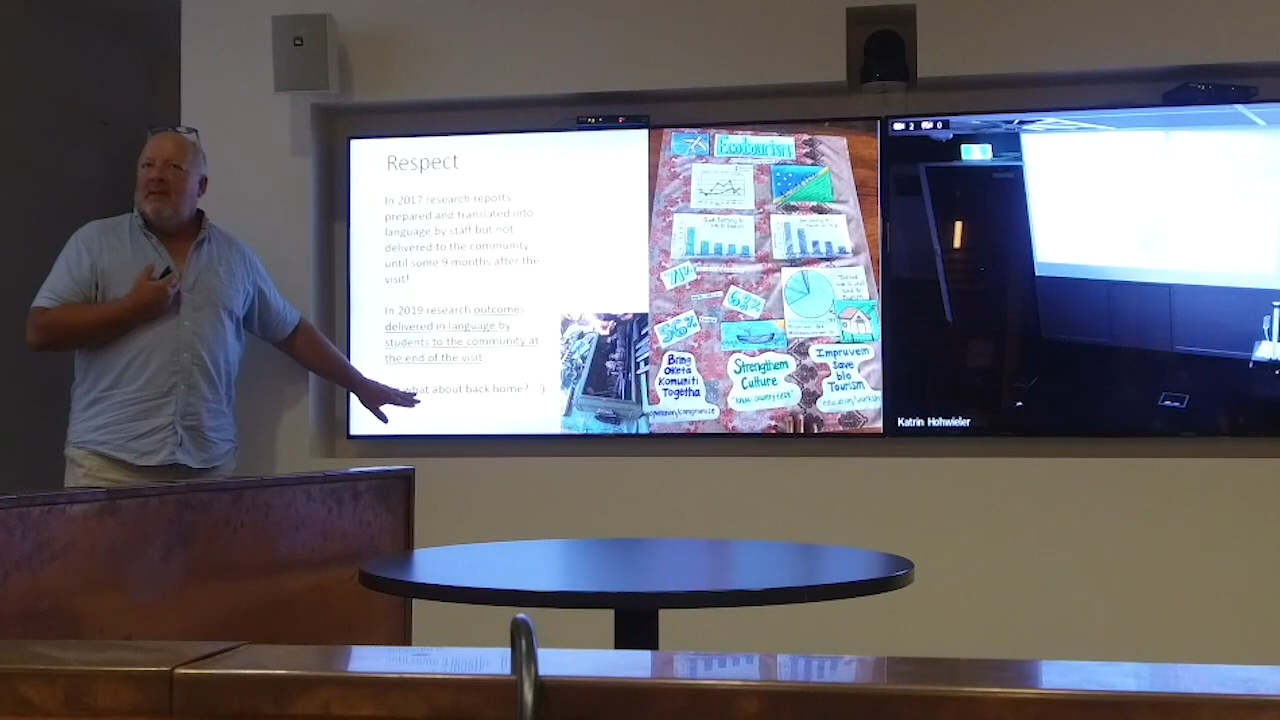 Respect
In 2017 research reports
prepared and translated into
language by staff but not
delivered to the community
until some 9 months after the
visit!
In 2019 research outcomes
delivered in language by
students to the community at
the end of the visit
what about back home?
Ecotourism
71%
63%
56%
Bring
Oketa
Komuniti
Togetha
Strengthem
Culture
Impruvem
save
blo
Tourism
2
0
Katrin Hohwieler